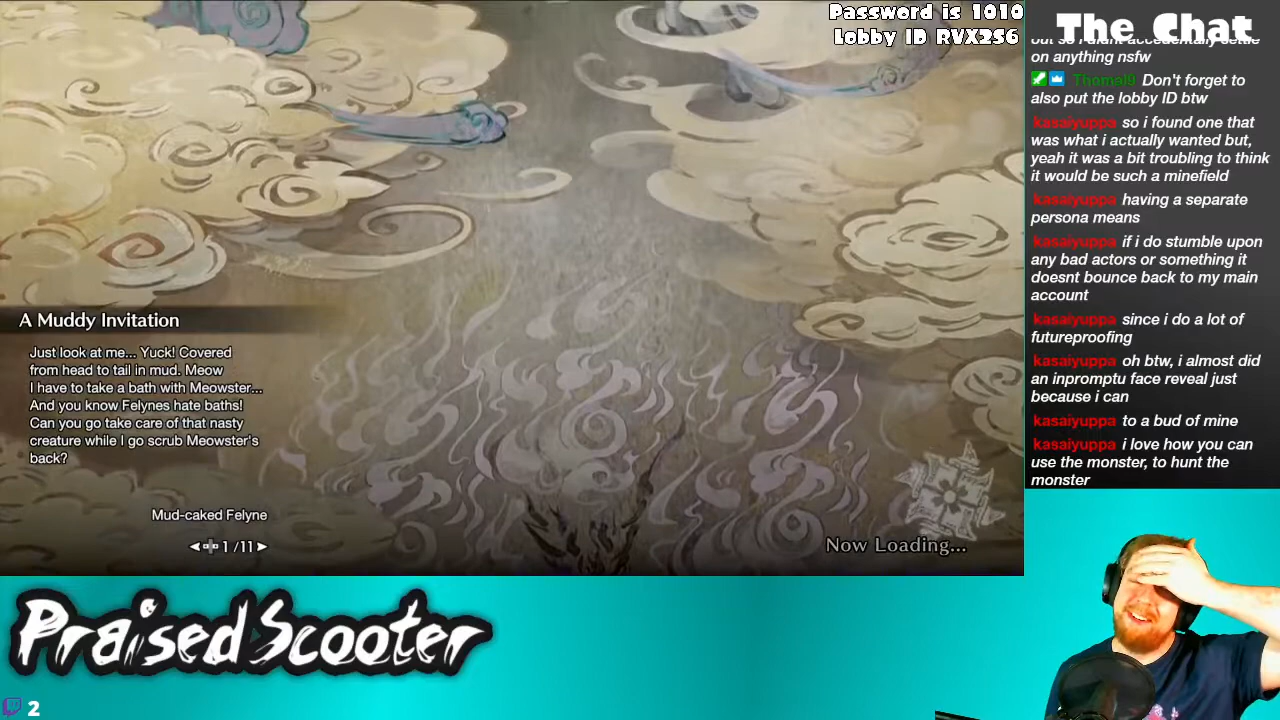 Password is 1010
Lobby ID RVX2S6
A Muddy Invitation
Just look at me... Yuck! Covered
from head to tail in mud. Meow
I have to take a bath with Meowster...
And you know Felynes hate baths!
Can you go take care of that nasty
creature while I go scrub Meowster's
back?
Mud-caked Felyne
1 /11
Now Loading...
The Chat
on anything nsfw
Thomal9 Don't forget to
also put the lobby ID btw
kasaiyuppa so i found one that
was what i actually wanted but,
yeah it was a bit troubling to think
it would be such a minefield
kasaiyuppa having a separate
persona means
kasaiyuppa if i do stumble upon
any bad actors or something it
doesnt bounce back to my main
account
kasaiyuppa since i do a lot of
futureproofing
kasaiyuppa oh btw, i almost did
an inpromptu face reveal just
because i can
kasaiyuppa to a bud of mine
kasaiyuppa i love how you can
use the monster, to hunt the
monster
Praised Scooter
2